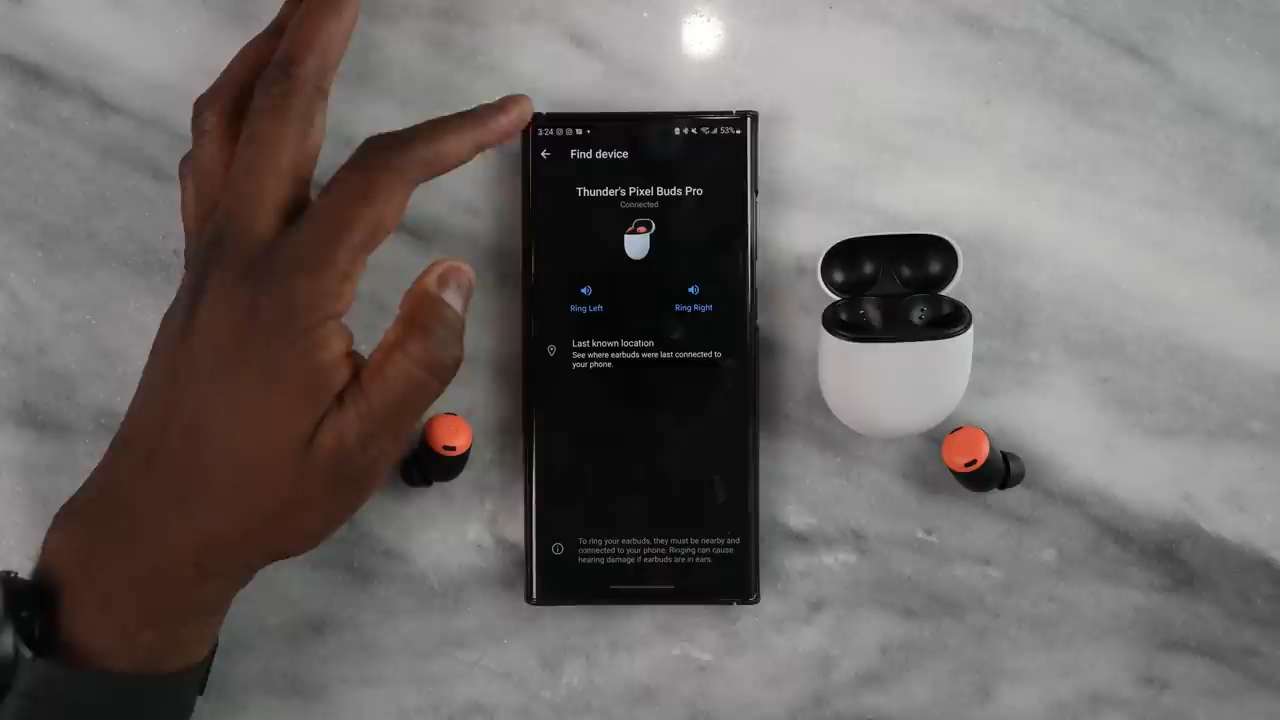 3:24 53%
Find device
Thunder's Pixel Buds Pro
Connected
Ring Left Ring Right
Last known location
See where earbuds were last connected to
your phone.
To ring your earbuds, they must be nearby and
connected to your phone. Ringing can cause
hearing damage if earbuds are in ears.